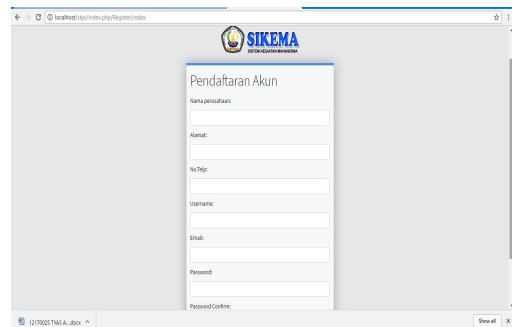 localhost/skp/index.php/Register/index
SIKEMA
SISTEM KEGIATAN MAHASISWA
Pendaftaran Akun
Nama perusahaan:
Alamat:
No.Telp:
Username:
Email:
Password:
Password Confirm:
12170025 TYAS A....docx
Show all